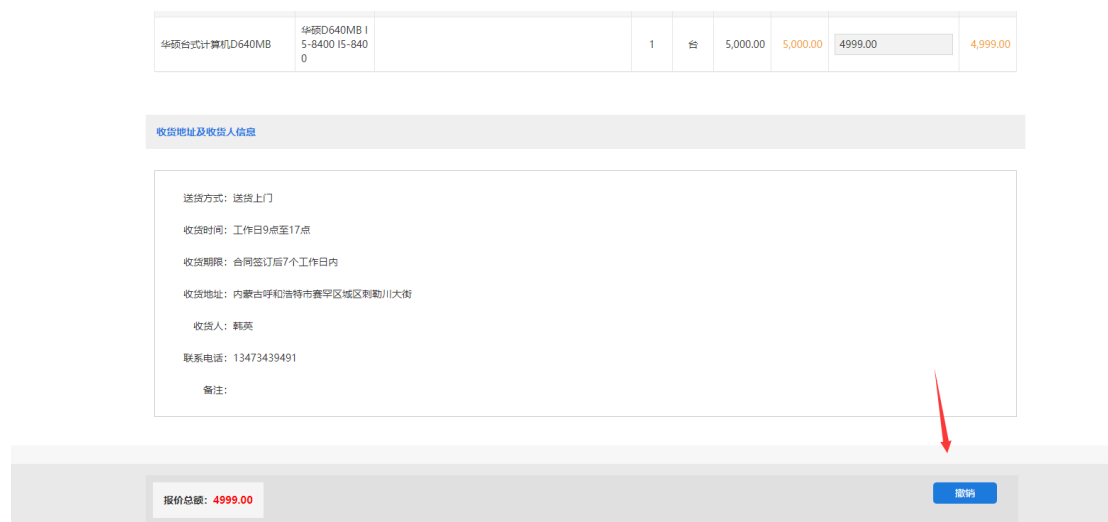 华硕台式计算机D640MB
华硕D640MB I
5-8400 I5-840
0
1
台
5,000.00
5,000.00
4999.00
4,999.00
收货地址及收货人信息
送货方式：送货上门
收货时间：工作日9点至17点
收货期限：合同签订后7个工作日内
收货地址：内蒙古呼和浩特市赛罕区城区刺勒川大街
收货人：韩英
联系电话：13473439491
备注：
报价总额：4999.00
撤销